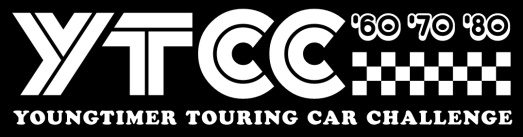 YTCC '60 '70 '80
YOUNGTIMER TOURING CAR CHALLENGE